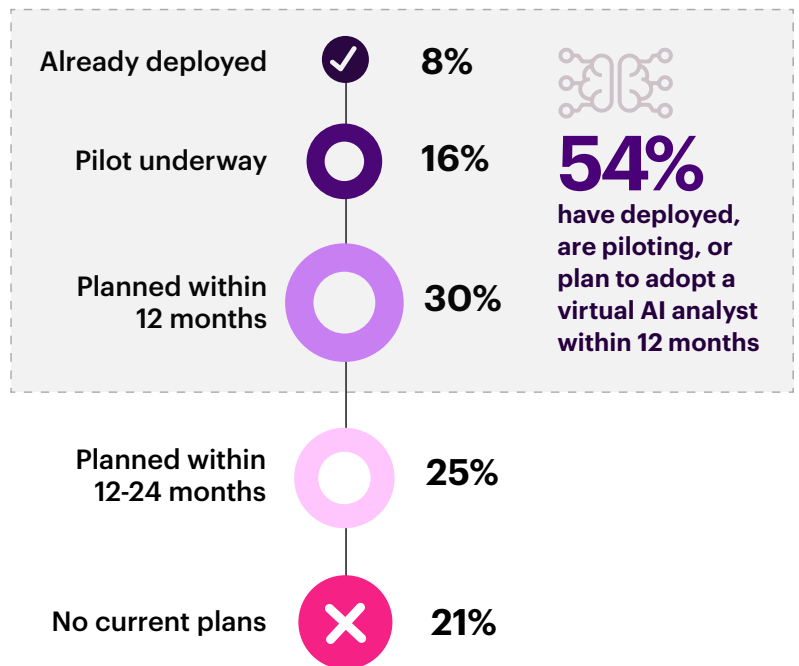 Already deployed
8%
Pilot underway
16%
Planned within
12 months
30%
54%
have deployed,
are piloting, or
plan to adopt a
virtual AI analyst
within 12 months
Planned within
12-24 months
25%
No current plans
21%